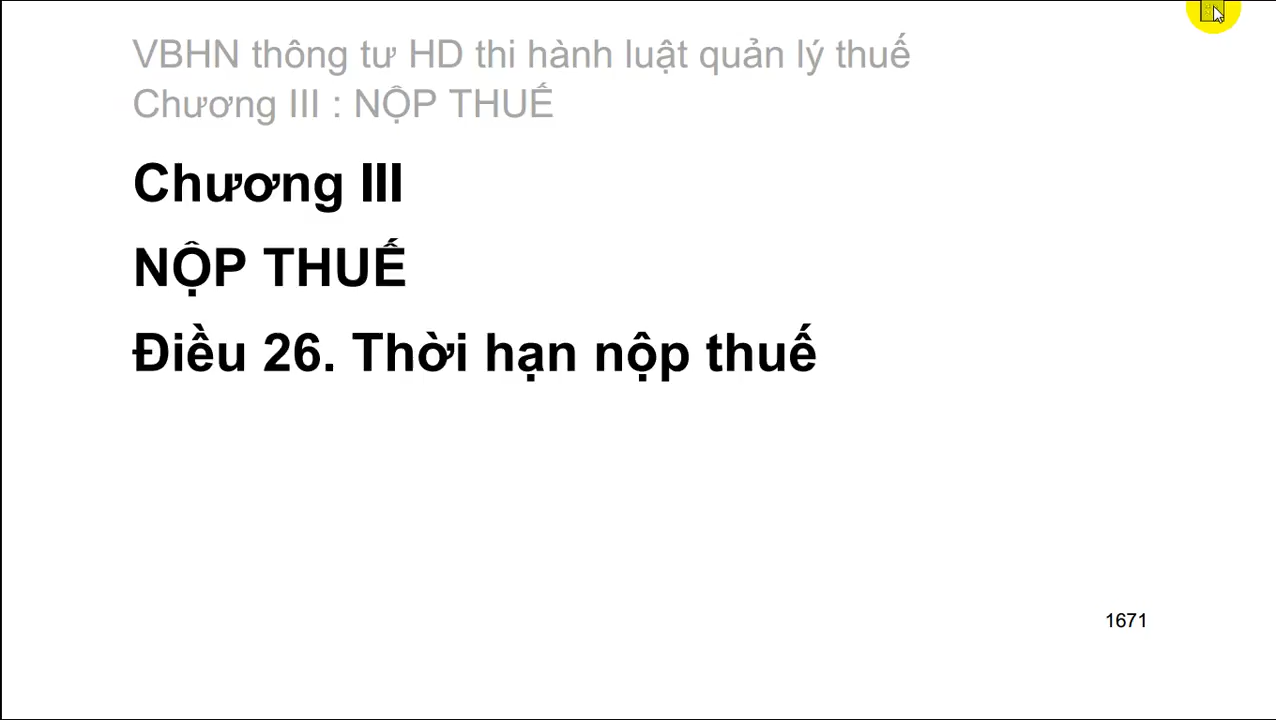 VBHN thông tư HD thi hành luật quản lý thuế
Chương III : NỘP THUẾ
Chương III
NỘP THUẾ
Điều 26. Thời hạn nộp thuế
1671